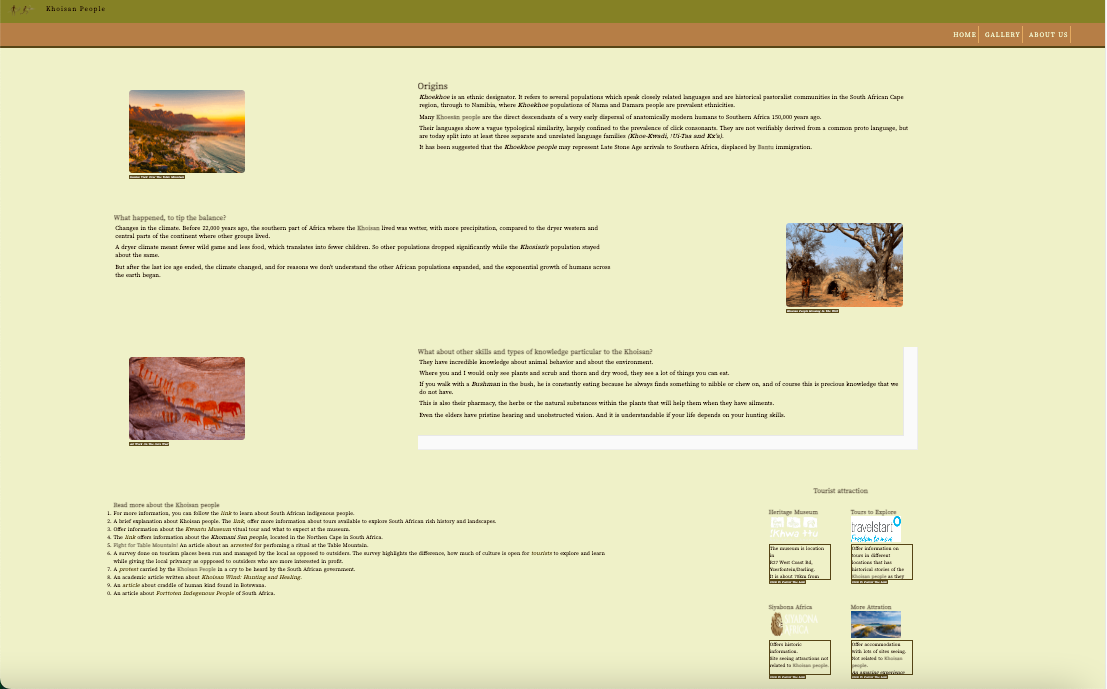 Khoisan People
HOME
GALLERY
ABOUT US
Origins
Khoekhoe is an ethnic designator. It refers to several populations which speak closely related languages and are historical pastoralist communities in the South African Cape
region, through to Namibia, where Khoekhoe populations of Nama and Damara people are prevalent ethnicities.
Many Khoesān people are the direct descendants of a very early dispersal of anatomically modern humans to Southern Africa 150,000 years ago.
Their languages show a vague typological similarity, largely confined to the prevalence of click consonants. They are not verifiably derived from a common proto language, but
are today split into at least three separate and unrelated language families (Khoe-Kwadi, !Ui-Taa and Kx'a).
It has been suggested that the Khoekhoe people may represent Late Stone Age arrivals to Southern Africa, displaced by Bantu immigration.
What happened, to tip the balance?
Changes in the climate. Before 22,000 years ago, the southern part of Africa where the Khoisan lived was wetter, with more precipitation, compared to the dryer western and
central parts of the continent where other groups lived.
A dryer climate meant fewer wild game and less food, which translates into fewer children. So other populations dropped significantly while the Khosian's population stayed
about the same.
But after the last ice age ended, the climate changed, and for reasons we don't understand the other African populations expanded, and the exponential growth of humans across
the earth began.
What about other skills and types of knowledge particular to the Khoisan?
They have incredible knowledge about animal behavior and about the environment.
Where you and I would only see plants and scrub and thorn and dry wood, they see a lot of things you can eat.
If you walk with a Bushman in the bush, he is constantly eating because he always finds something to nibble or chew on, and of course this is precious knowledge that we
do not have.
This is also their pharmacy, the herbs or the natural substances within the plants that will help them when they have ailments.
Even the elders have pristine hearing and unobstructed vision. And it is understandable if your life depends on your hunting skills.
Read more about the Khoisan people
1. For more information, you can follow the link to learn about South African indigenous people.
2. A brief explanation about Khoisan people. The link, offer more information about tours available to explore South African rich history and landscapes.
3. Offer information about the Kwantu Museum vitual tour and what to expect at the museum.
4. The link offers information about the Khomani San people, located in the Northen Cape in South Africa.
5. Fight for Table Mountain! An article about an arrested for perfoming a ritual at the Table Mountain.
6. A survey done on tourism places been run and managed by the local as opposed to outsiders. The survey highlights the difference, how much of culture is open for tourists to explore and learn
while giving the local privacy as oppossed to outsiders who are more interested in profit.
7. A protest carried by the Khoisan People in a cry to be heard by the South African government.
8. An academic article written about Khoisan Wind: Hunting and Healing.
9. An article about craddle of human kind found in Botswana.
0. An article about Forttoten Indegenous People of South Africa.
Tourist attraction
Heritage Museum
The museum is location
in
R27 West Coast Rd,
Yzerfontein/Darling.
It is about 70km from
Tours to Explore
travelstart
Freedom to move
Offer information on
tours in different
locations that has
historical stories of the
Khoisan people as they
Siyabona Africa
SIYABONA
AFRICA
Offers historic
information.
Site seeing attractions not
related to Khoisan people.
More Attration
Offer accommodation
with lots of sites seeing.
Not related to Khoisan
people.
An amazing experience